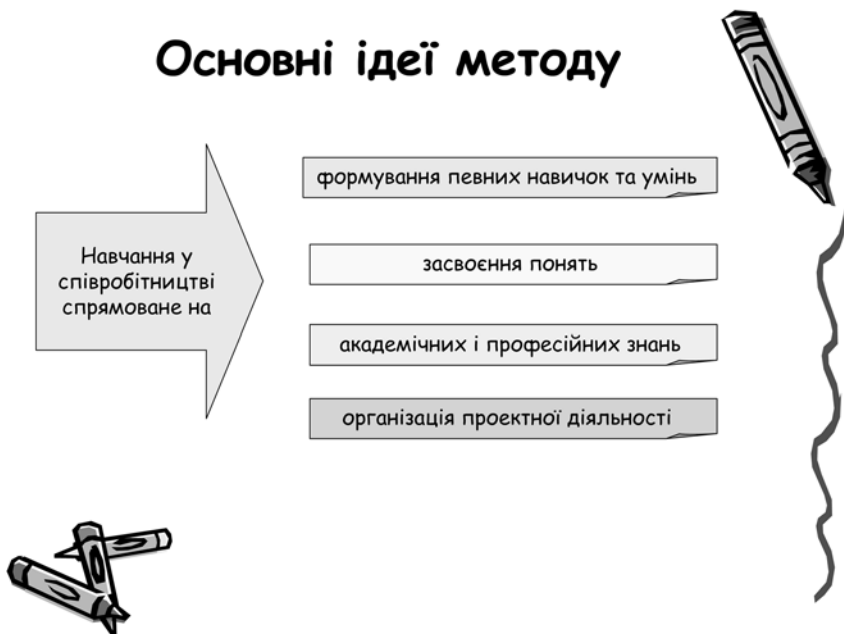 Основні ідеї методу
Навчання у
співробітництві
спрямоване на
формування певних навичок та умінь
засвоєння понять
академічних і професійних знань
організація проектної діяльності